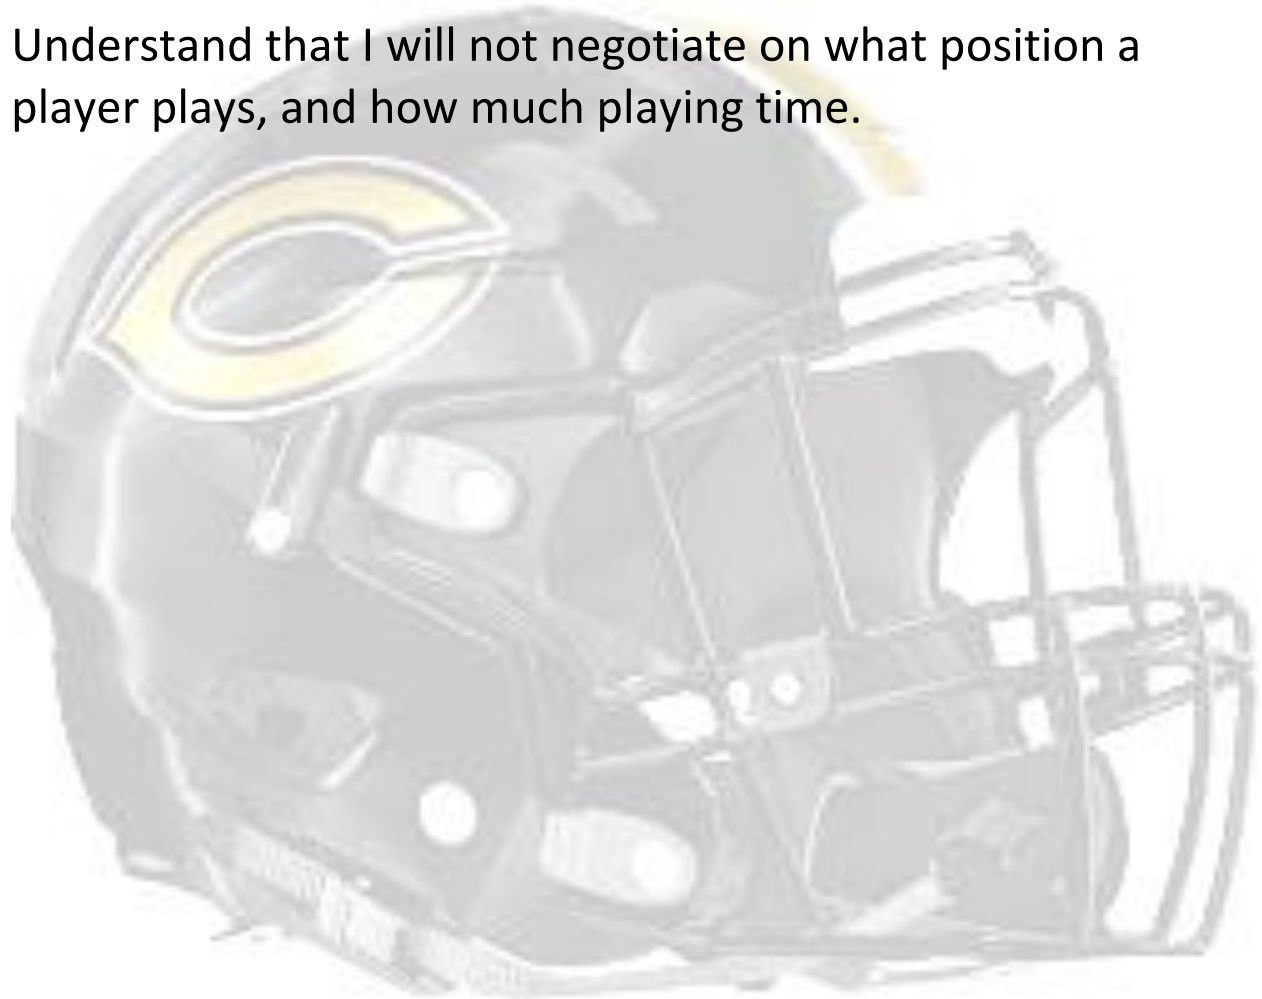 Understand that I will not negotiate on what position a
player plays, and how much playing time.